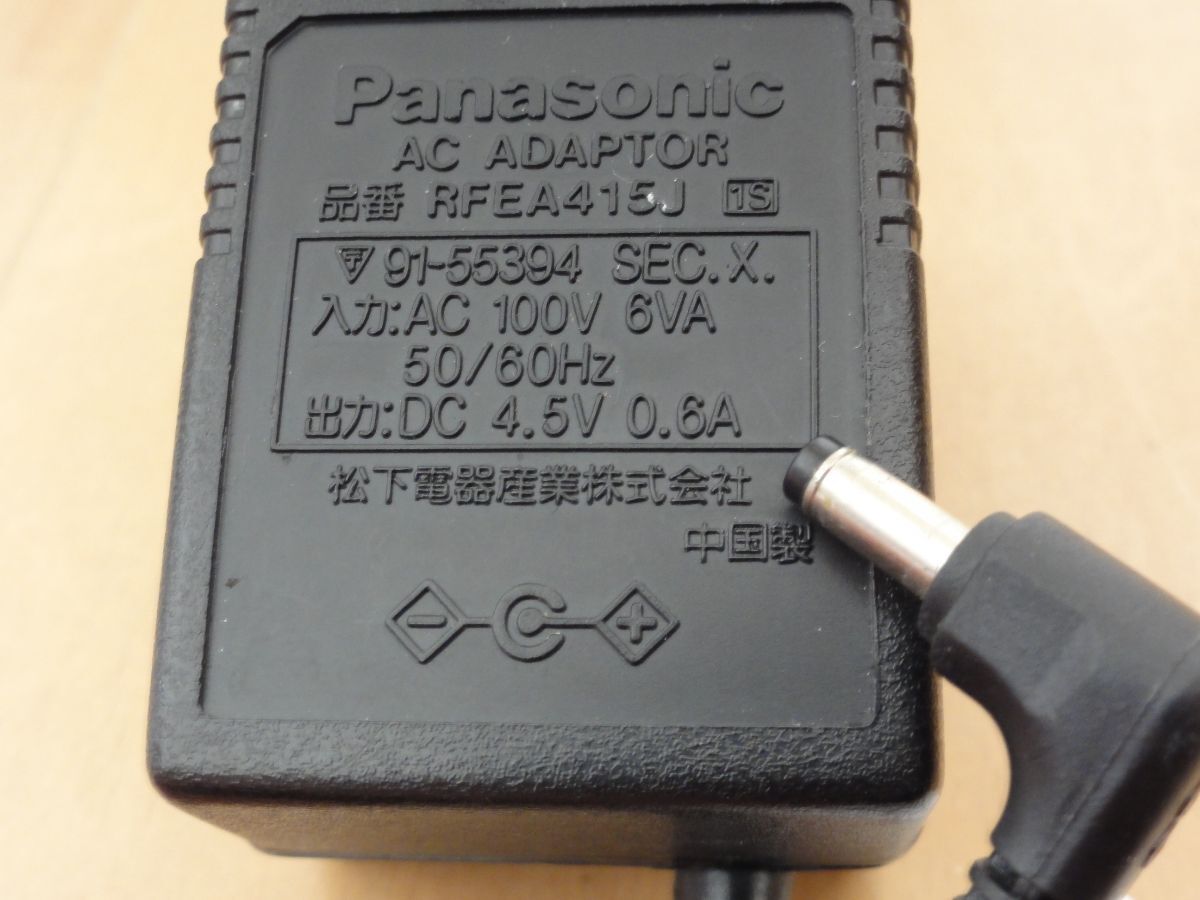 Panasonic
AC ADAPTOR
品番 RFEA415J 1S
〒 91-55394 SEC.X.
入力:AC 100V 6VA
50/60Hz
出力:DC 4.5V 0.6A
松下電器産業株式会社
中国製
- +